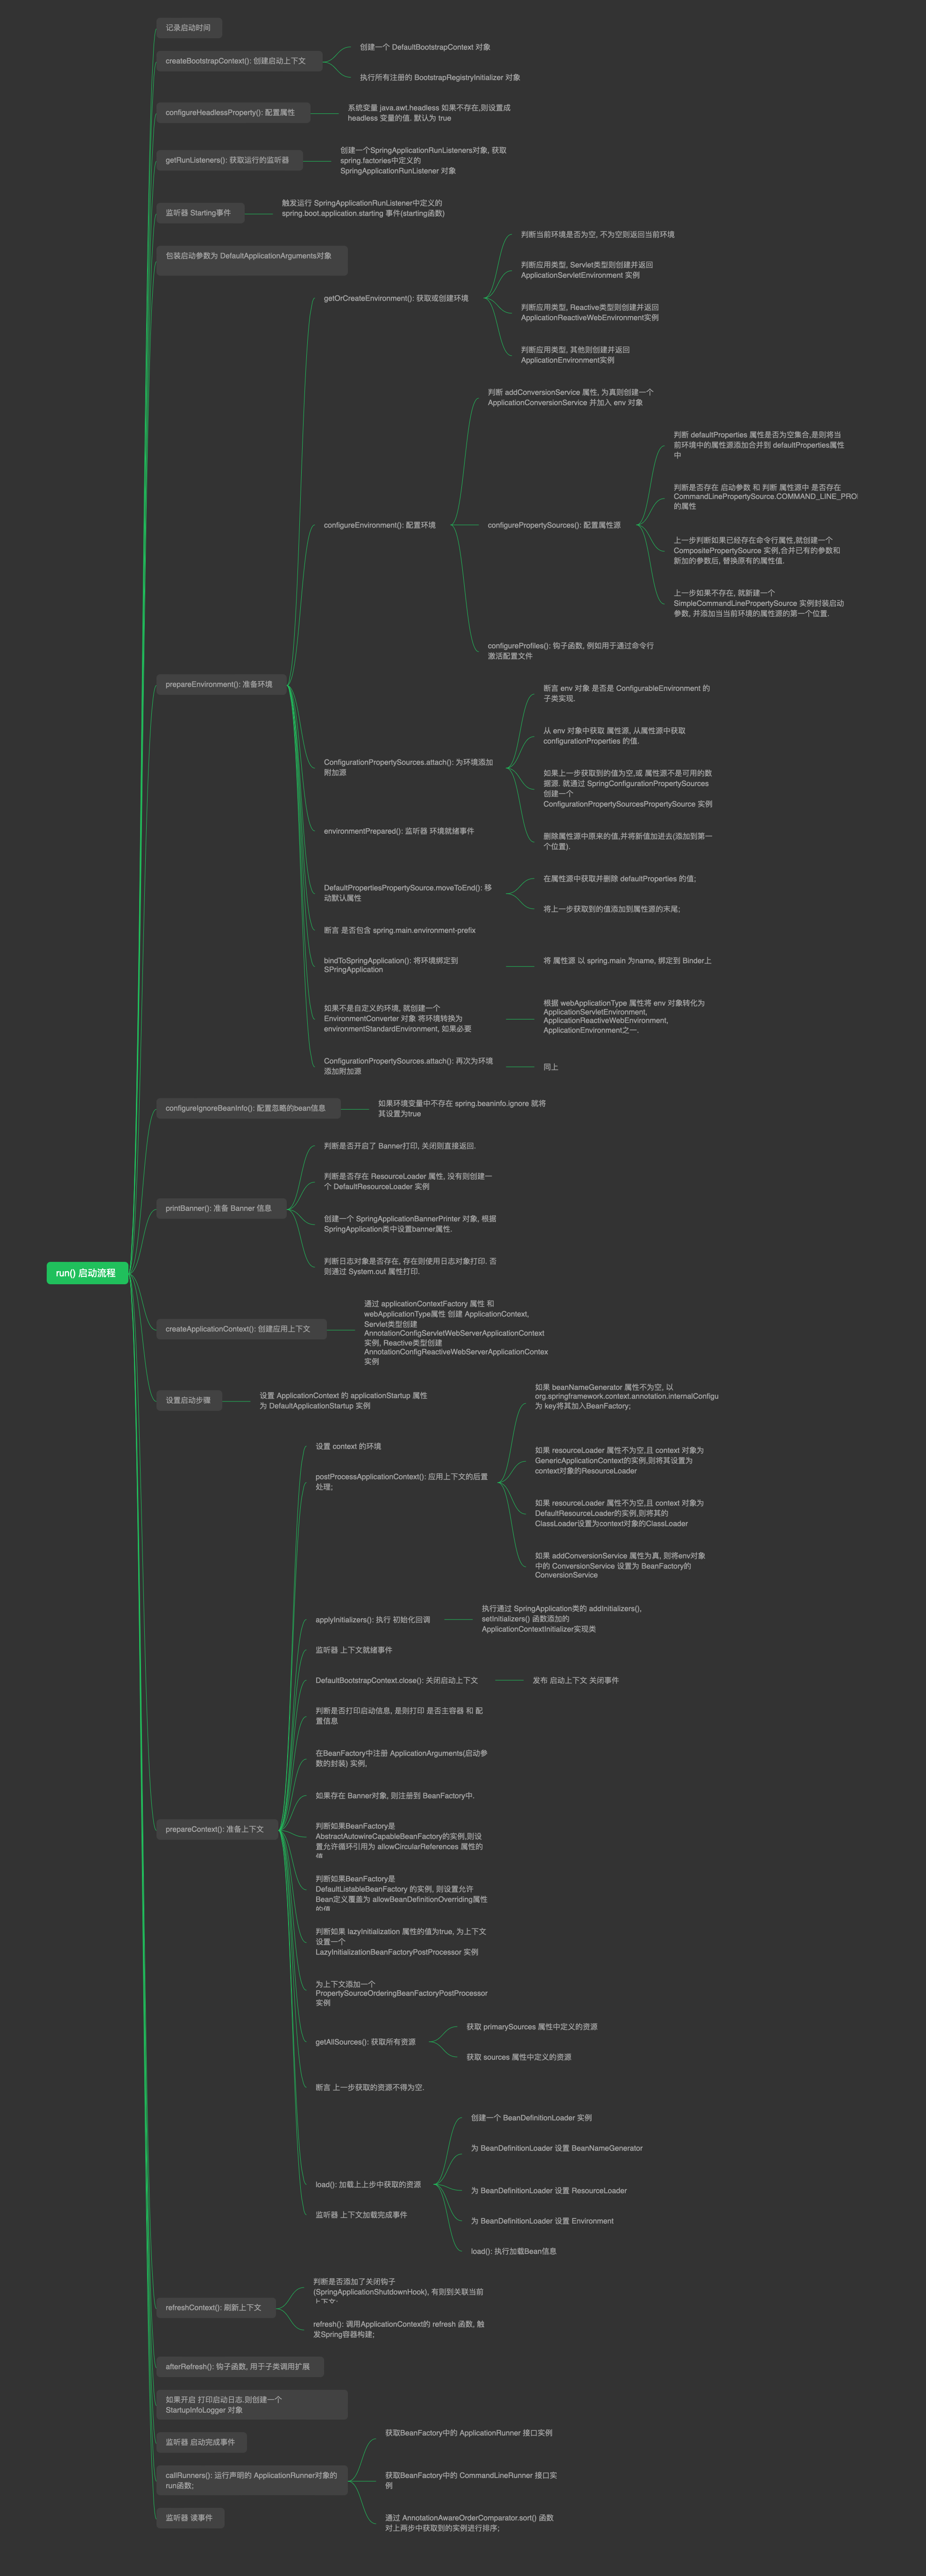 记录启动时间
createBootstrapContext(): 创建启动上下文
创建一个 DefaultBootstrapContext 对象
执行所有注册的 BootstrapRegistryInitializer 对象
configureHeadlessProperty(): 配置属性
系统变量 java.awt.headless 如果不存在,则设置成
headless 变量的值. 默认为 true
getRunListeners(): 获取运行的监听器
创建一个SpringApplicationRunListeners对象, 获取
spring.factories中定义的
SpringApplicationRunListener 对象
监听器 Starting事件
触发运行 SpringApplicationRunListener中定义的
spring.boot.application.starting 事件(starting函数)
包装启动参数为 DefaultApplicationArguments对象
prepareEnvironment(): 准备环境
getOrCreateEnvironment(): 获取或创建环境
判断当前环境是否为空, 不为空则返回当前环境
判断应用类型, Servlet类型则创建并返回
ApplicationServletEnvironment 实例
判断应用类型, Reactive类型则创建并返回
ApplicationReactiveWebEnvironment实例
判断应用类型, 其他则创建并返回
ApplicationEnvironment实例
configureEnvironment(): 配置环境
判断 addConversionService 属性, 为真则创建一个
ApplicationConversionService 并加入 env 对象
configurePropertySources(): 配置属性源
判断 defaultProperties 属性是否为空集合,是则将当
前环境中的属性源添加合并到 defaultProperties属性
中
判断是否存在 启动参数 和 判断 属性源中 是否存在
CommandLinePropertySource.COMMAND_LINE_PRO
的属性
上一步判断如果已经存在命令行属性,就创建一个
CompositePropertySource 实例,合并已有的参数和
新加的参数后, 替换原有的属性值.
上一步如果不存在, 就新建一个
SimpleCommandLinePropertySource 实例封装启动
参数, 并添加当当前环境的属性源的第一个位置.
configureProfiles(): 钩子函数, 例如用于通过命令行
激活配置文件
ConfigurationPropertySources.attach(): 为环境添加
附加源
断言 env 对象 是否是 ConfigurableEnvironment 的
子类实现.
从 env 对象中获取 属性源, 从属性源中获取
configurationProperties 的值.
如果上一步获取到的值为空,或 属性源不是可用的数
据源. 就通过 SpringConfigurationPropertySources
创建一个
ConfigurationPropertySourcesPropertySource 实例
删除属性源中原来的值,并将新值加进去(添加到第一
个位置).
environmentPrepared(): 监听器 环境就绪事件
DefaultPropertiesPropertySource.moveToEnd(): 移
动默认属性
在属性源中获取并删除 defaultProperties 的值;
将上一步获取到的值添加到属性源的末尾;
断言 是否包含 spring.main.environment-prefix
bindToSpringApplication(): 将环境绑定到
SPringApplication
将 属性源 以 spring.main 为name, 绑定到 Binder上
如果不是自定义的环境, 就创建一个
EnvironmentConverter 对象 将环境转换为
environmentStandardEnvironment, 如果必要
根据 webApplicationType 属性将 env 对象转化为
ApplicationServletEnvironment,
ApplicationReactiveWebEnvironment,
ApplicationEnvironment之一.
ConfigurationPropertySources.attach(): 再次为环境
添加附加源
同上
configureIgnoreBeanInfo(): 配置忽略的bean信息
如果环境变量中不存在 spring.beaninfo.ignore 就将
其设置为true
printBanner(): 准备 Banner 信息
判断是否开启了 Banner打印, 关闭则直接返回.
判断是否存在 ResourceLoader 属性, 没有则创建一
个 DefaultResourceLoader 实例
创建一个 SpringApplicationBannerPrinter 对象, 根据
SpringApplication类中设置banner属性.
判断日志对象是否存在, 存在则使用日志对象打印. 否
则通过 System.out 属性打印.
run() 启动流程
createApplicationContext(): 创建应用上下文
通过 applicationContextFactory 属性 和
webApplicationType属性 创建 ApplicationContext,
Servlet类型创建
AnnotationConfigServletWebServerApplicationContext
实例, Reactive类型创建
AnnotationConfigReactiveWebServerApplicationContex
实例
设置启动步骤
设置 ApplicationContext 的 applicationStartup 属性
为 DefaultApplicationStartup 实例
prepareContext(): 准备上下文
设置 context 的环境
postProcessApplicationContext(): 应用上下文的后置
处理;
如果 beanNameGenerator 属性不为空, 以
org.springframework.context.annotation.internalConfigu
为 key将其加入BeanFactory;
如果 resourceLoader 属性不为空,且 context 对象为
GenericApplicationContext的实例,则将其设置为
context对象的ResourceLoader
如果 resourceLoader 属性不为空,且 context 对象为
DefaultResourceLoader的实例,则将其的
ClassLoader设置为context对象的ClassLoader
如果 addConversionService 属性为真, 则将env对象
中的 ConversionService 设置为 BeanFactory的
ConversionService
applyInitializers(): 执行 初始化回调
执行通过 SpringApplication类的 addInitializers(),
setInitializers() 函数添加的
ApplicationContextInitializer实现类
监听器 上下文就绪事件
DefaultBootstrapContext.close(): 关闭启动上下文
发布 启动上下文 关闭事件
判断是否打印启动信息, 是则打印 是否主容器 和 配
置信息
在BeanFactory中注册 ApplicationArguments(启动参
数的封装) 实例,
如果存在 Banner对象, 则注册到 BeanFactory中.
判断如果BeanFactory是
AbstractAutowireCapableBeanFactory的实例,则设
置允许循环引用为 allowCircularReferences 属性的
值
判断如果BeanFactory是
DefaultListableBeanFactory 的实例, 则设置允许
Bean定义覆盖为 allowBeanDefinitionOverriding属性
的值
判断如果 lazyInitialization 属性的值为true, 为上下文
设置一个
LazyInitializationBeanFactoryPostProcessor 实例
为上下文添加一个
PropertySourceOrderingBeanFactoryPostProcessor
实例
getAllSources(): 获取所有资源
获取 primarySources 属性中定义的资源
获取 sources 属性中定义的资源
断言 上一步获取的资源不得为空.
load(): 加载上上步中获取的资源
创建一个 BeanDefinitionLoader 实例
为 BeanDefinitionLoader 设置 BeanNameGenerator
为 BeanDefinitionLoader 设置 ResourceLoader
为 BeanDefinitionLoader 设置 Environment
load(): 执行加载Bean信息
监听器 上下文加载完成事件
refreshContext(): 刷新上下文
判断是否添加了关闭钩子
(SpringApplicationShutdownHook), 有则到关联当前
上下文;
refresh(): 调用ApplicationContext的 refresh 函数, 触
发Spring容器构建;
afterRefresh(): 钩子函数, 用于子类调用扩展
如果开启 打印启动日志.则创建一个
StartupInfoLogger 对象
监听器 启动完成事件
callRunners(): 运行声明的 ApplicationRunner对象的
run函数;
获取BeanFactory中的 ApplicationRunner 接口实例
获取BeanFactory中的 CommandLineRunner 接口实
例
通过 AnnotationAwareOrderComparator.sort() 函数
对上两步中获取到的实例进行排序;
监听器 读事件